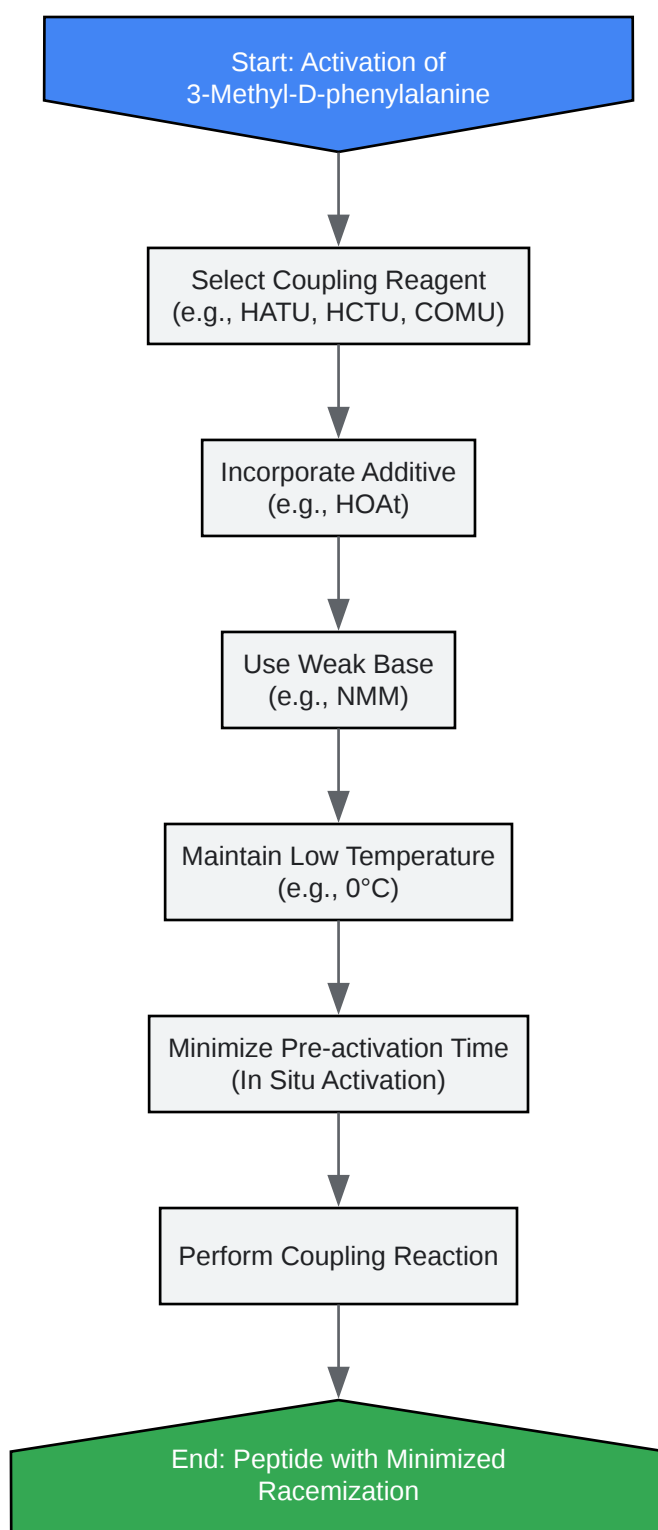 Start: Activation of
3-Methyl-D-phenylalanine
Select Coupling Reagent
(e.g., HATU, HCTU, COMU)
Incorporate Additive
(e.g., HOAt)
Use Weak Base
(e.g., NMM)
Maintain Low Temperature
(e.g., 0°C)
Minimize Pre-activation Time
(In Situ Activation)
Perform Coupling Reaction
End: Peptide with Minimized
Racemization